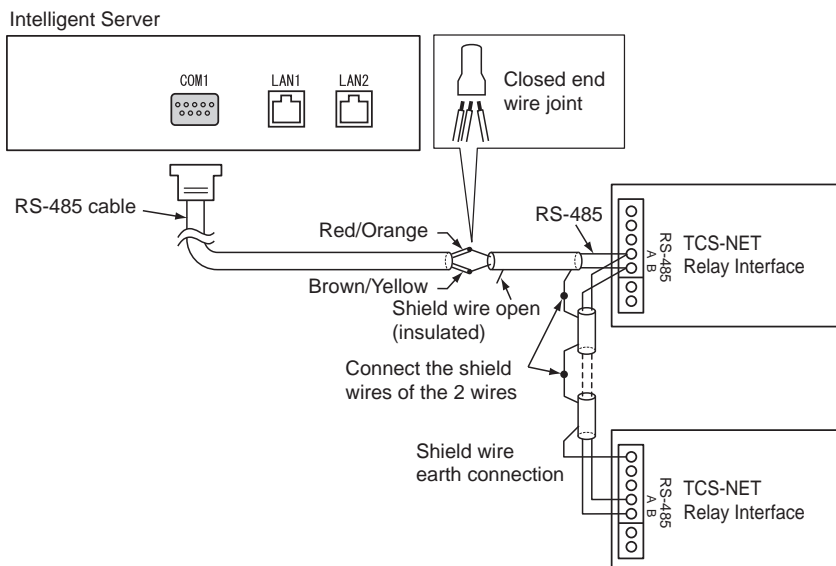 Intelligent Server
COM1
LAN1
LAN2
Closed end
wire joint
RS-485 cable
Red/Orange
Brown/Yellow
RS-485
Shield wire open
(insulated)
Connect the shield
wires of the 2 wires
Shield wire
earth connection
RS-485
A B
TCS-NET
Relay Interface
RS-485
A B
TCS-NET
Relay Interface